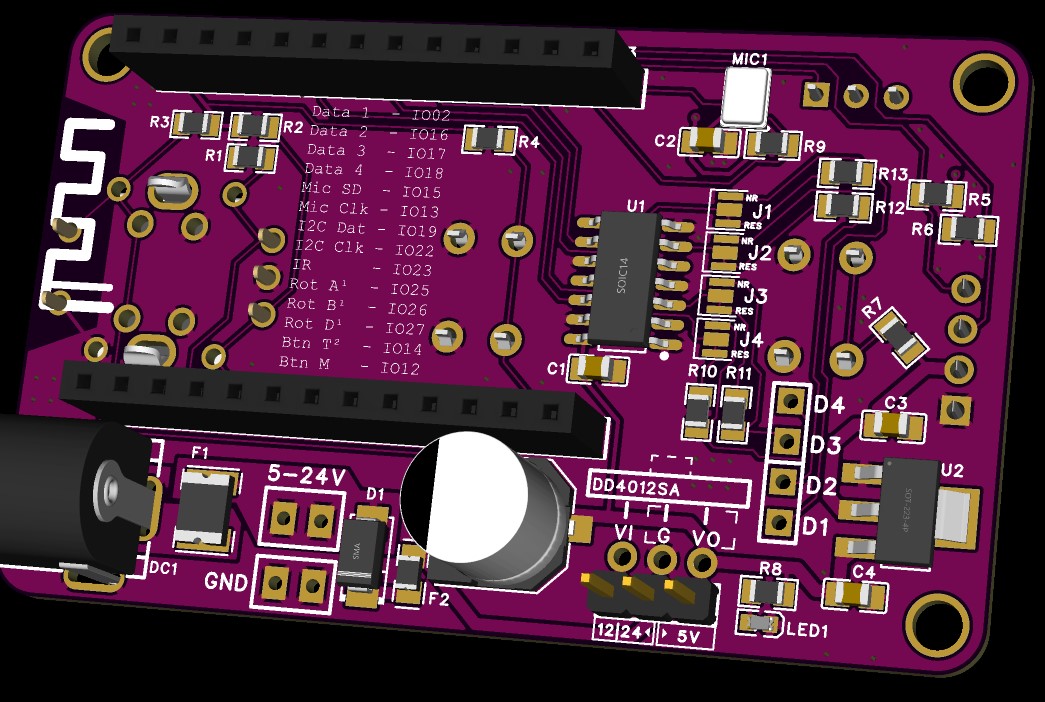 MIC1
Data 1 - IO02
Data 2 - IO16
Data 3 - IO17
Data 4 - IO18
Mic SD - IO15
Mic Clk - IO13
I2C Dat - IO19
I2C Clk - IO22
IR - IO23
Rot A¹ - IO25
Rot B¹ - IO26
Rot D¹ - IO27
Btn T² - IO14
Btn M - IO12
R3
R2
R1
R4
C2
R9
R13
R12
R5
R6
U1
SOIC14
NR
J1
RES
NR
J2
RES
NR
J3
RES
NR
J4
RES
R7
C1
R10
R11
D4
D3
D2
D1
C3
U2
SOT-223-4P
F1
5-24V
D1
SMA
DD4012SA
VI
G
VO
DC1
GND
F2
12|24
5V
R8
LED1
C4